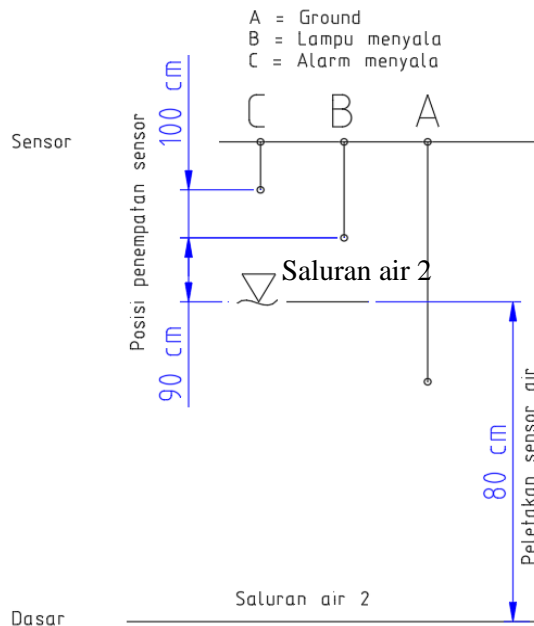 A = Ground
B = Lampu menyala
C = Alarm menyala
100 cm
Posisi penempatan sensor
C B A
Sensor
Saluran air 2
90 cm
80 cm
Peletakan sensor air
Saluran air 2
Dasar